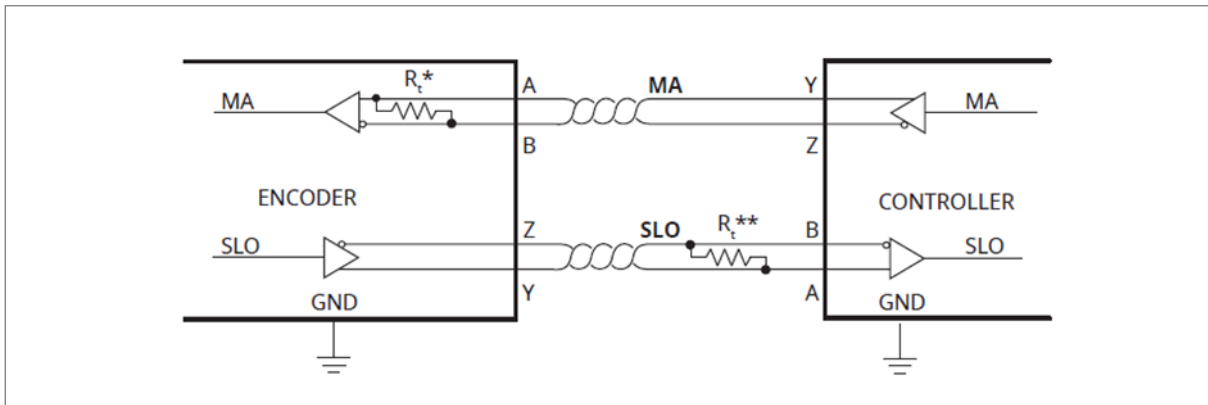 Rt*
A
MA
Y
MA
MA
B
Z
ENCODER
CONTROLLER
Z
SLO
Rt**
B
SLO
SLO
Y
A
GND
GND